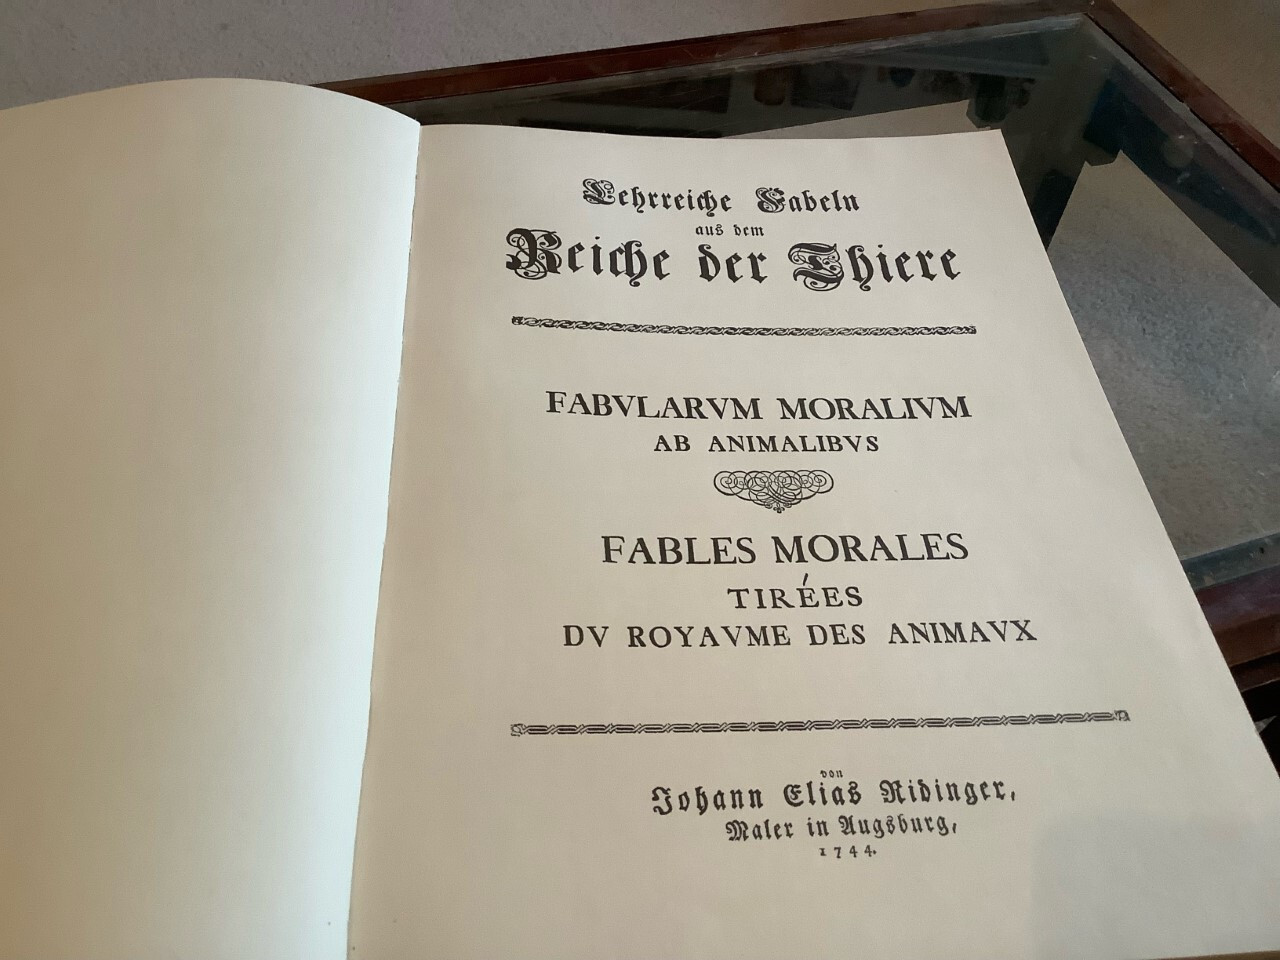 Lehrreiche Fabeln
aus dem
Reiche der Thiere
FABVLARVM MORALIVM
AB ANIMALIBVS
FABLES MORALES
TIRÉES
DV ROYAVME DES ANIMAVX
von
Johann Elias Ridinger,
Maler in Augsburg,
1744.